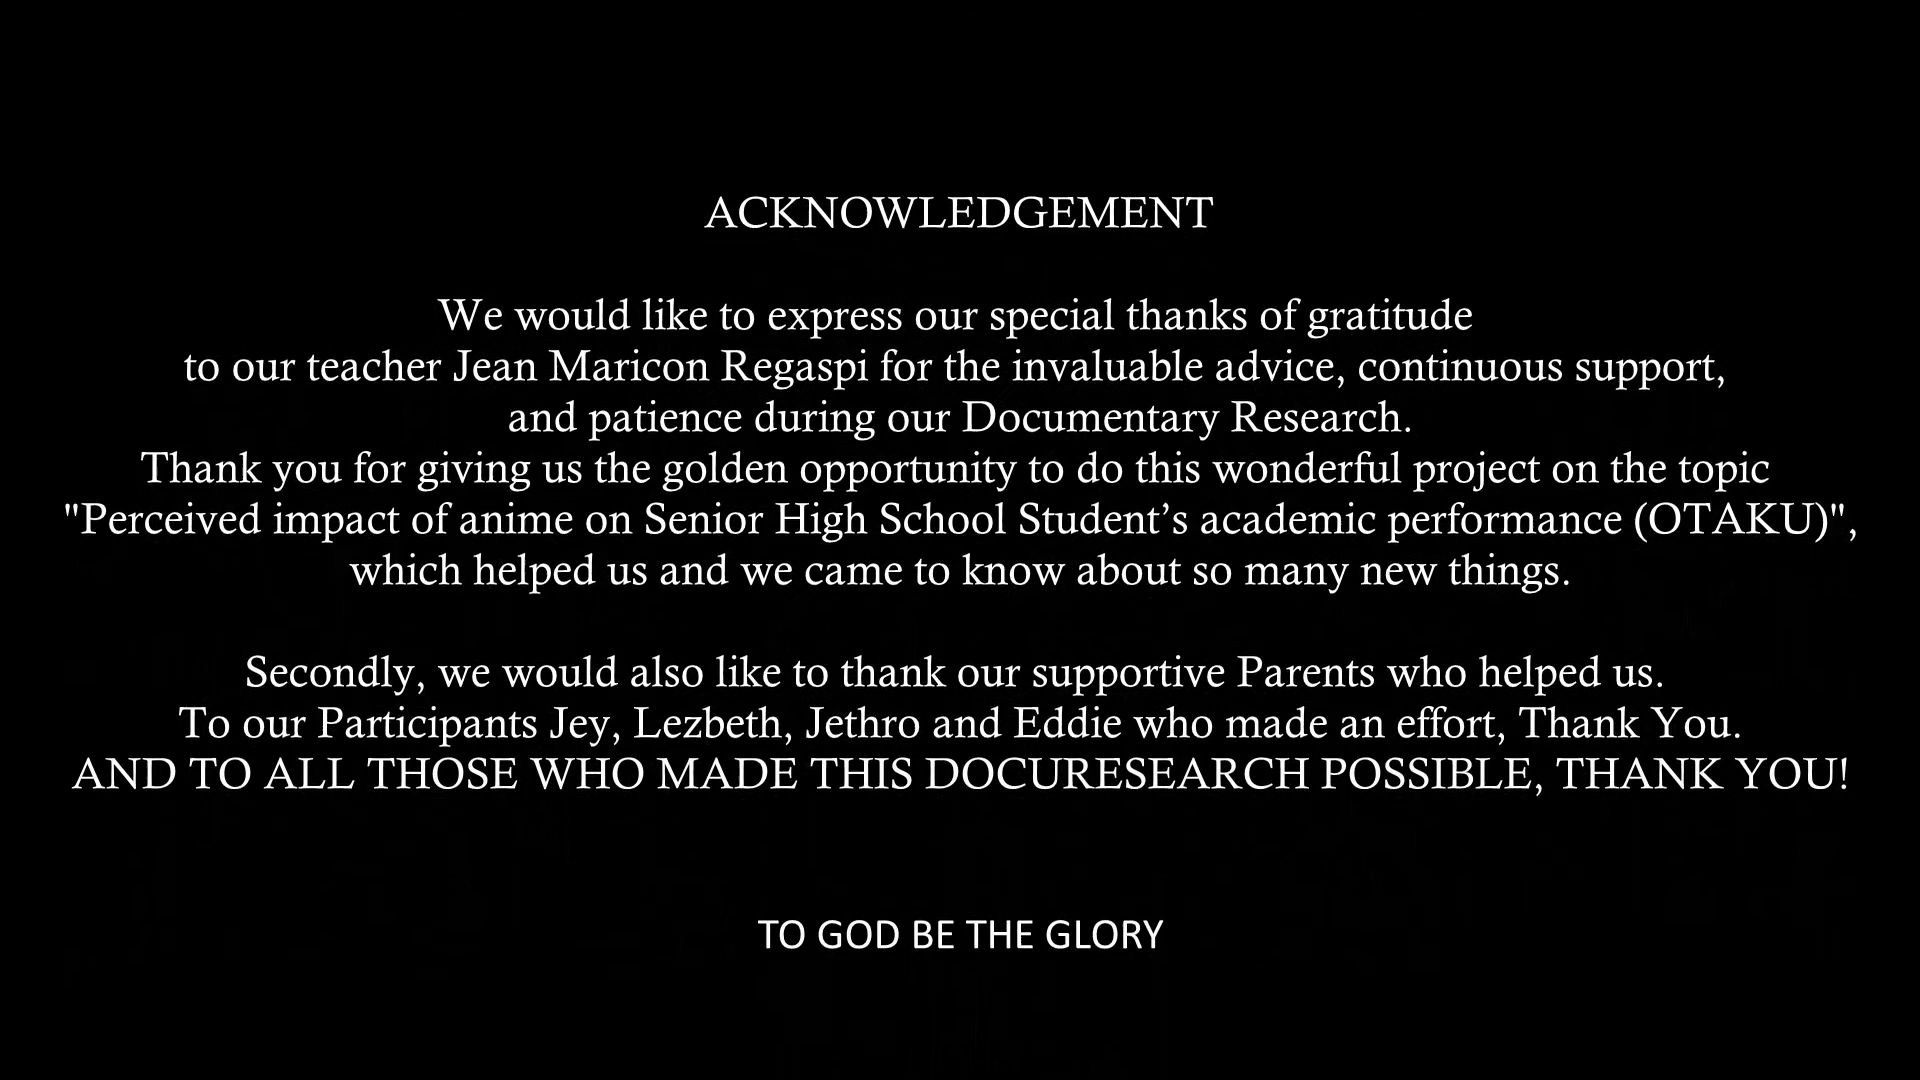 ACKNOWLEDGEMENT
We would like to express our special thanks of gratitude
to our teacher Jean Maricon Regaspi for the invaluable advice, continuous support,
and patience during our Documentary Research.
Thank you for giving us the golden opportunity to do this wonderful project on the topic
"Perceived impact of anime on Senior High School Student’s academic performance (OTAKU)",
which helped us and we came to know about so many new things.
Secondly, we would also like to thank our supportive Parents who helped us.
To our Participants Jey, Lezbeth, Jethro and Eddie who made an effort, Thank You.
AND TO ALL THOSE WHO MADE THIS DOCURESEARCH POSSIBLE, THANK YOU!
TO GOD BE THE GLORY